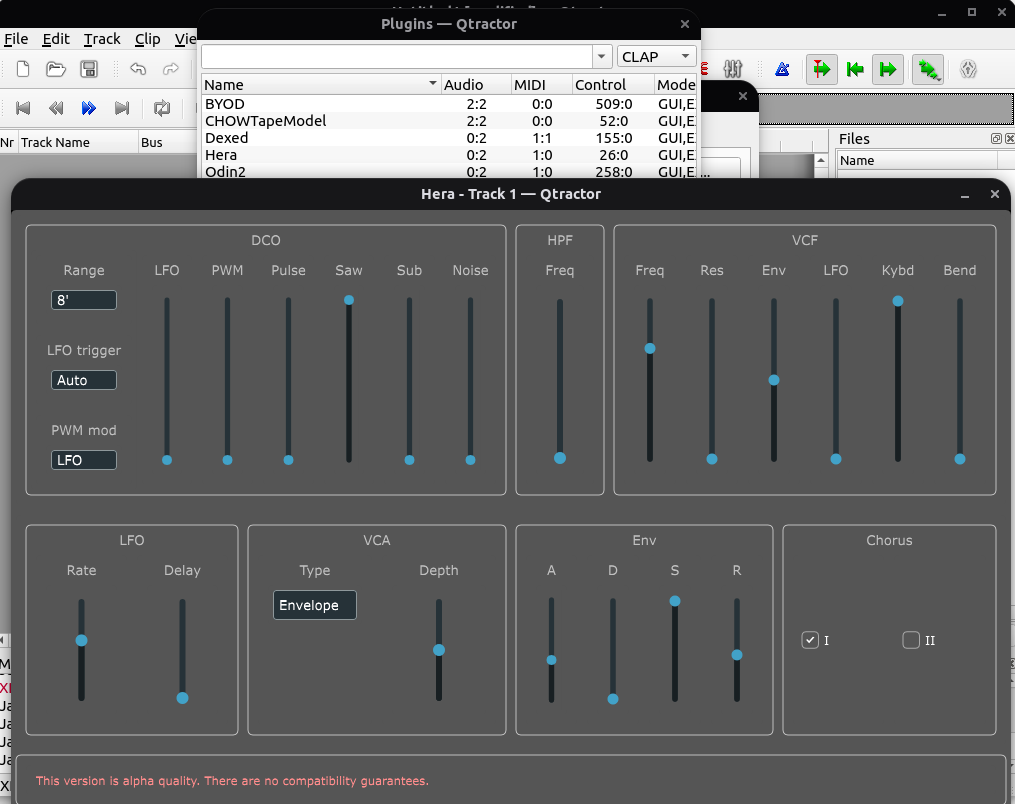 Plugins — Qtractor
File Edit Track Clip Vie
CLAP
Name Audio MIDI Control Mode
BYOD 2:2 0:0 509:0 GUI,E
CHOWTapeModel 2:2 0:0 52:0 GUI,E
Dexed 0:2 1:1 155:0 GUI,E
Hera 0:2 1:0 26:0 GUI,E
Odin2 0:2 1:0 258:0 GUI,E...
Nr Track Name Bus
Files
Name
Hera - Track 1 — Qtractor
DCO
Range LFO PWM Pulse Saw Sub Noise
8'
LFO trigger
Auto
PWM mod
LFO
HPF
Freq
VCF
Freq Res Env LFO Kybd Bend
LFO
Rate Delay
VCA
Type Depth
Envelope
Env
A D S R
Chorus
I II
This version is alpha quality. There are no compatibility guarantees.